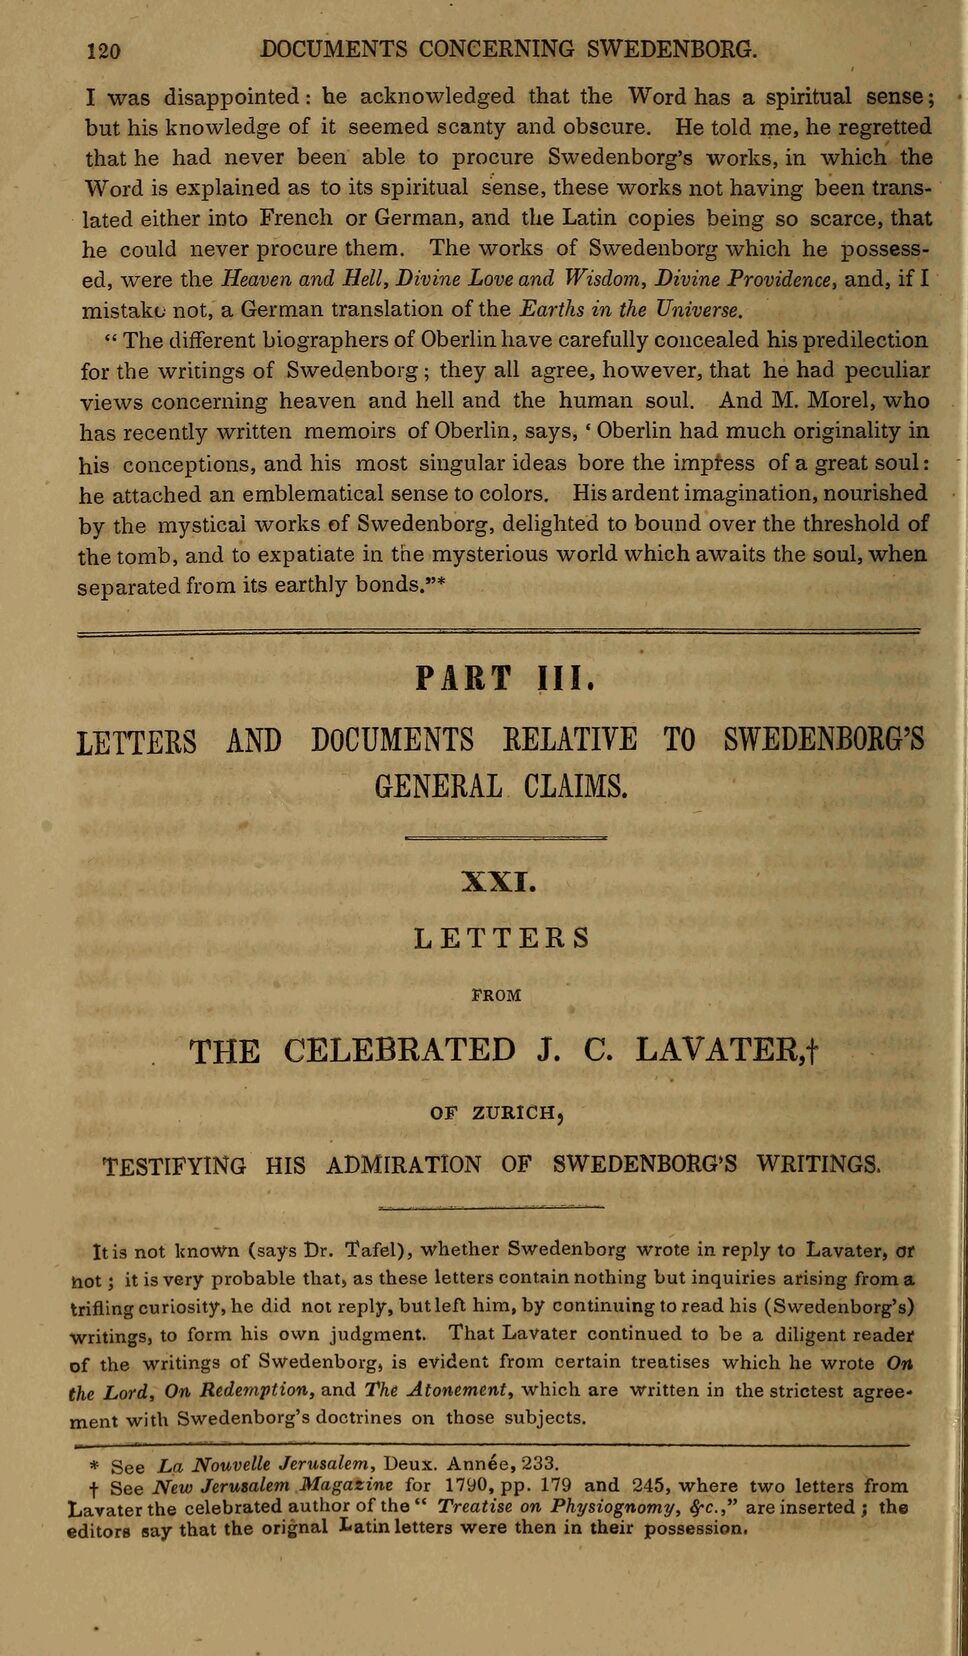 120 DOCUMENTS CONCERNING SWEDENBORG.
I was disappointed: he acknowledged that the Word has a spiritual sense;
but his knowledge of it seemed scanty and obscure. He told me, he regretted
that he had never been able to procure Swedenborg's works, in which the
Word is explained as to its spiritual sense, these works not having been trans-
lated either into French or German, and the Latin copies being so scarce, that
he could never procure them. The works of Swedenborg which he possess-
ed, were the Heaven and Hell, Divine Love and Wisdom, Divine Providence, and, if I
mistake not, a German translation of the Earths in the Universe.
“ The different biographers of Oberlin have carefully concealed his predilection
for the writings of Swedenborg; they all agree, however, that he had peculiar
views concerning heaven and hell and the human soul. And M. Morel, who
has recently written memoirs of Oberlin, says, ‘ Oberlin had much originality in
his conceptions, and his most singular ideas bore the impress of a great soul:
he attached an emblematical sense to colors. His ardent imagination, nourished
by the mystical works of Swedenborg, delighted to bound over the threshold of
the tomb, and to expatiate in the mysterious world which awaits the soul, when
separated from its earthly bonds.”*
PART III.
LETTERS AND DOCUMENTS RELATIVE TO SWEDENBORG'S
GENERAL CLAIMS.
XXI.
LETTERS
FROM
THE CELEBRATED J. C. LAVATER,†
OF ZURICH,
TESTIFYING HIS ADMIRATION OF SWEDENBORG'S WRITINGS.
It is not known (says Dr. Tafel), whether Swedenborg wrote in reply to Lavater, or
not; it is very probable that, as these letters contain nothing but inquiries arising from a
trifling curiosity, he did not reply, but left him, by continuing to read his (Swedenborg's)
writings, to form his own judgment. That Lavater continued to be a diligent reader
of the writings of Swedenborg, is evident from certain treatises which he wrote On
the Lord, On Redemption, and The Atonement, which are written in the strictest agree-
ment with Swedenborg's doctrines on those subjects.
* See La Nouvelle Jerusalem, Deux. Année, 233.
† See New Jerusalem Magazine for 1790, pp. 179 and 245, where two letters from
Lavater the celebrated author of the “ Treatise on Physiognomy, &c.,” are inserted; the
editors say that the orignal Latin letters were then in their possession.